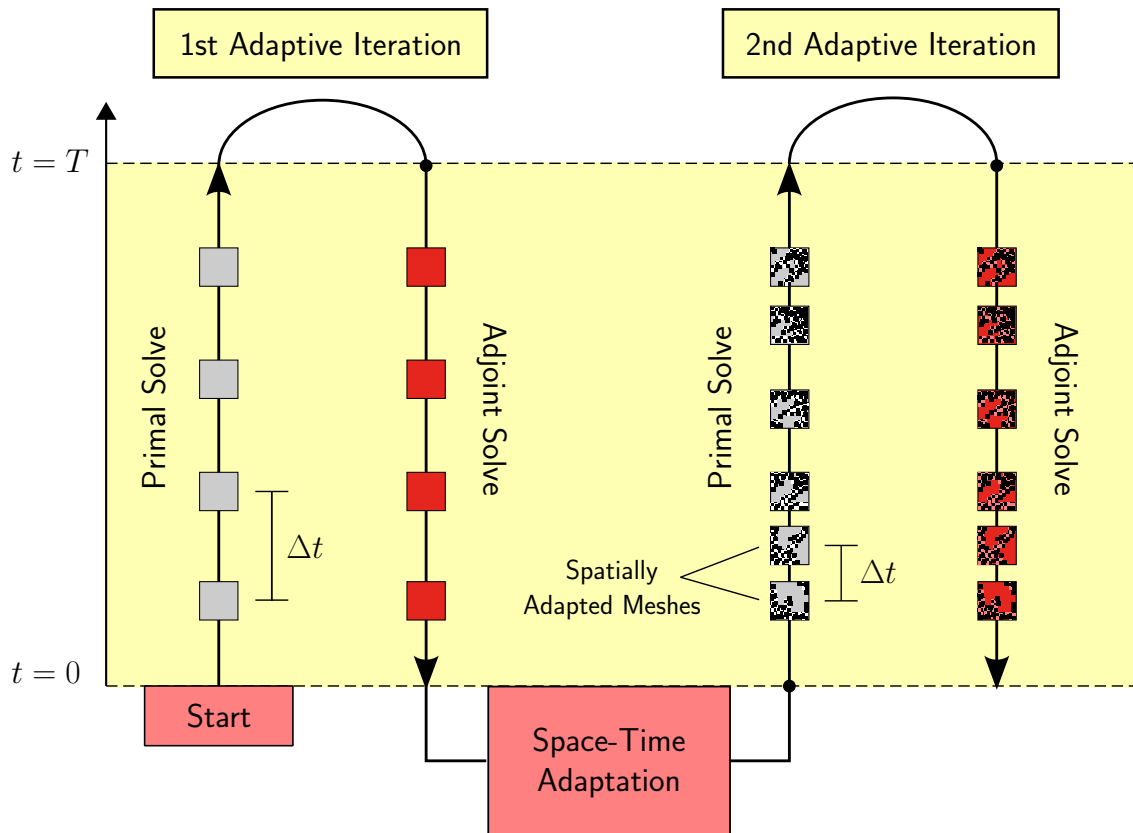 1st Adaptive Iteration
2nd Adaptive Iteration
t = T
Primal Solve
Adjoint Solve
Primal Solve
Adjoint Solve
Δt
Spatially
Adapted Meshes
Δt
t = 0
Start
Space-Time
Adaptation